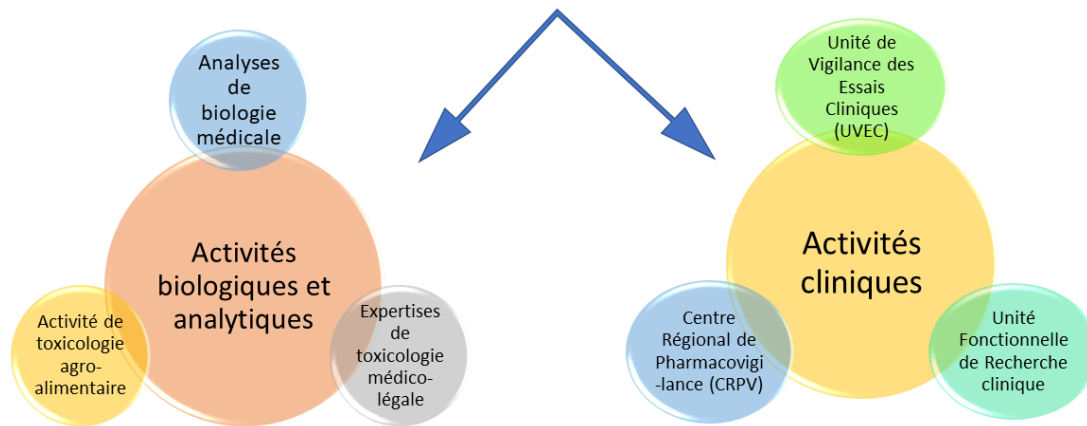 Analyses
de
biologie
médicale
Activités
biologiques et
analytiques
Activité de
toxicologie
agro-
alimentaire
Expertises
de
toxicologie
médico-
légale
Unité de
Vigilance des
Essais
Cliniques
(UVEC)
Activités
cliniques
Centre
Régional de
Pharmacovigi
-lance (CRPV)
Unité
Fonctionnelle
de Recherche
clinique